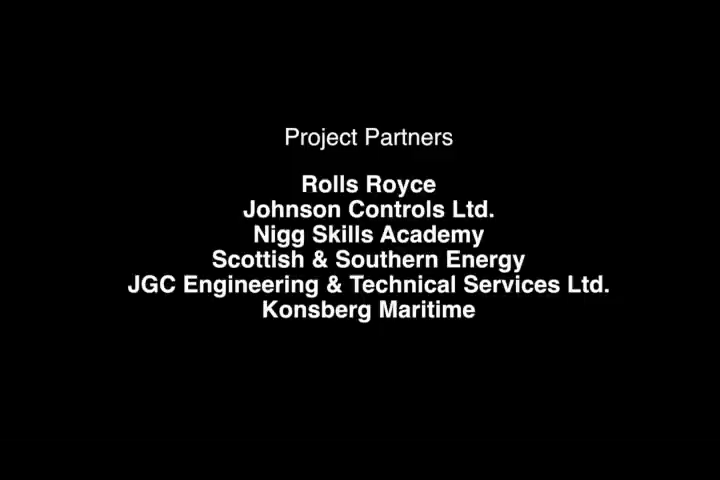 Project Partners
Rolls Royce
Johnson Controls Ltd.
Nigg Skills Academy
Scottish & Southern Energy
JGC Engineering & Technical Services Ltd.
Konsberg Maritime